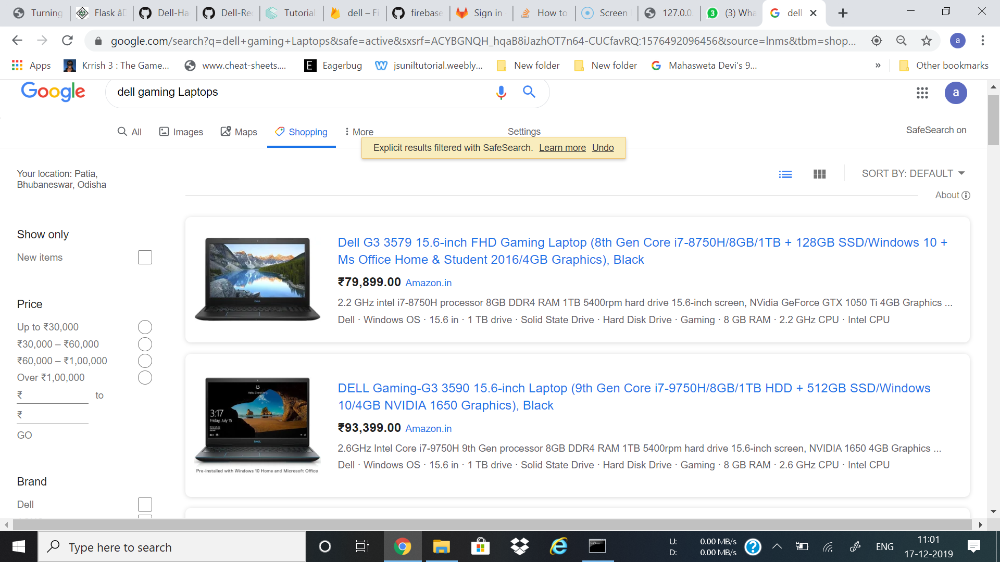 Turning
Flask â
Dell-Ha
Dell-Re
Tutorial
dell – Fi
firebase
Sign in
How to
Screen
127.0.0.
(3) Wha
dell
google.com/search?q=dell+gaming+Laptops&safe=active&sxsrf=ACYBGNQH_hqaB8iJazhOT7n64-CUCfavRQ:1576492096456&source=lnms&tbm=shop...
a
Apps
Krrish 3 : The Game...
www.cheat-sheets....
E
Eagerbug
jsuniltutorial.weebly...
New folder
New folder
Mahasweta Devi's 9...
»
Other bookmarks
Google
dell gaming Laptops
a
All
Images
Maps
Shopping
More
Settings
SafeSearch on
Explicit results filtered with SafeSearch. Learn more Undo
Your location: Patia,
Bhubaneswar, Odisha
SORT BY: DEFAULT
About
Show only
New items
Price
Up to ₹30,000
₹30,000 – ₹60,000
₹60,000 – ₹1,00,000
Over ₹1,00,000
₹ to
₹
GO
Brand
Dell
Dell G3 3579 15.6-inch FHD Gaming Laptop (8th Gen Core i7-8750H/8GB/1TB + 128GB SSD/Windows 10 +
Ms Office Home & Student 2016/4GB Graphics), Black
₹79,899.00 Amazon.in
2.2 GHz intel i7-8750H processor 8GB DDR4 RAM 1TB 5400rpm hard drive 15.6-inch screen, NVidia GeForce GTX 1050 Ti 4GB Graphics ...
Dell · Windows OS · 15.6 in · 1 TB drive · Solid State Drive · Hard Disk Drive · Gaming · 8 GB RAM · 2.2 GHz CPU · Intel CPU
3:17
Friday, July 15
DELL
Pre-installed with Windows 10 Home and Microsoft Office
DELL Gaming-G3 3590 15.6-inch Laptop (9th Gen Core i7-9750H/8GB/1TB HDD + 512GB SSD/Windows
10/4GB NVIDIA 1650 Graphics), Black
₹93,399.00 Amazon.in
2.6GHz Intel Core i7-9750H 9th Gen processor 8GB DDR4 RAM 1TB 5400rpm hard drive 15.6-inch screen, NVIDIA 1650 4GB Graphics ...
Dell · Windows OS · 15.6 in · 1 TB drive · Solid State Drive · Hard Disk Drive · Gaming · 8 GB RAM · 2.6 GHz CPU · Intel CPU
Type here to search
U: 0.00 MB/s
D: 0.00 MB/s
ENG
11:01
17-12-2019